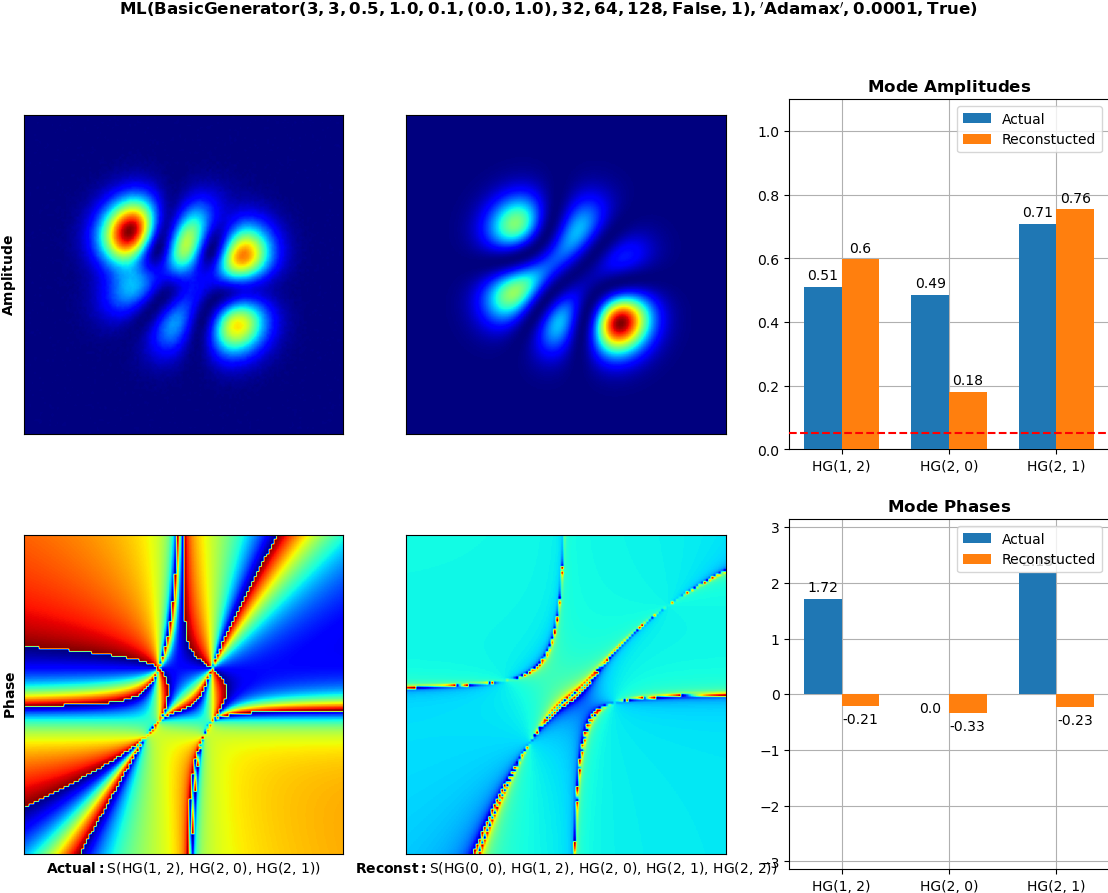 ML(BasicGenerator(3, 3, 0.5, 1.0, 0.1, (0.0, 1.0), 32, 64, 128, False, 1), 'Adamax', 0.0001, True)
Mode Amplitudes
Amplitude
1.0
0.8
0.6
0.4
0.2
0.0
Actual
Reconstucted
0.51
0.6
0.49
0.18
0.71
0.76
HG(1, 2)
HG(2, 0)
HG(2, 1)
Mode Phases
Phase
3
2
1
0
−1
−2
−3
Actual
Reconstucted
1.72
-0.21
0.0
-0.33
-0.23
HG(1, 2)
HG(2, 0)
HG(2, 1)
Actual: S(HG(1, 2), HG(2, 0), HG(2, 1))
Reconst: S(HG(0, 0), HG(1, 2), HG(2, 0), HG(2, 1), HG(2, 2))